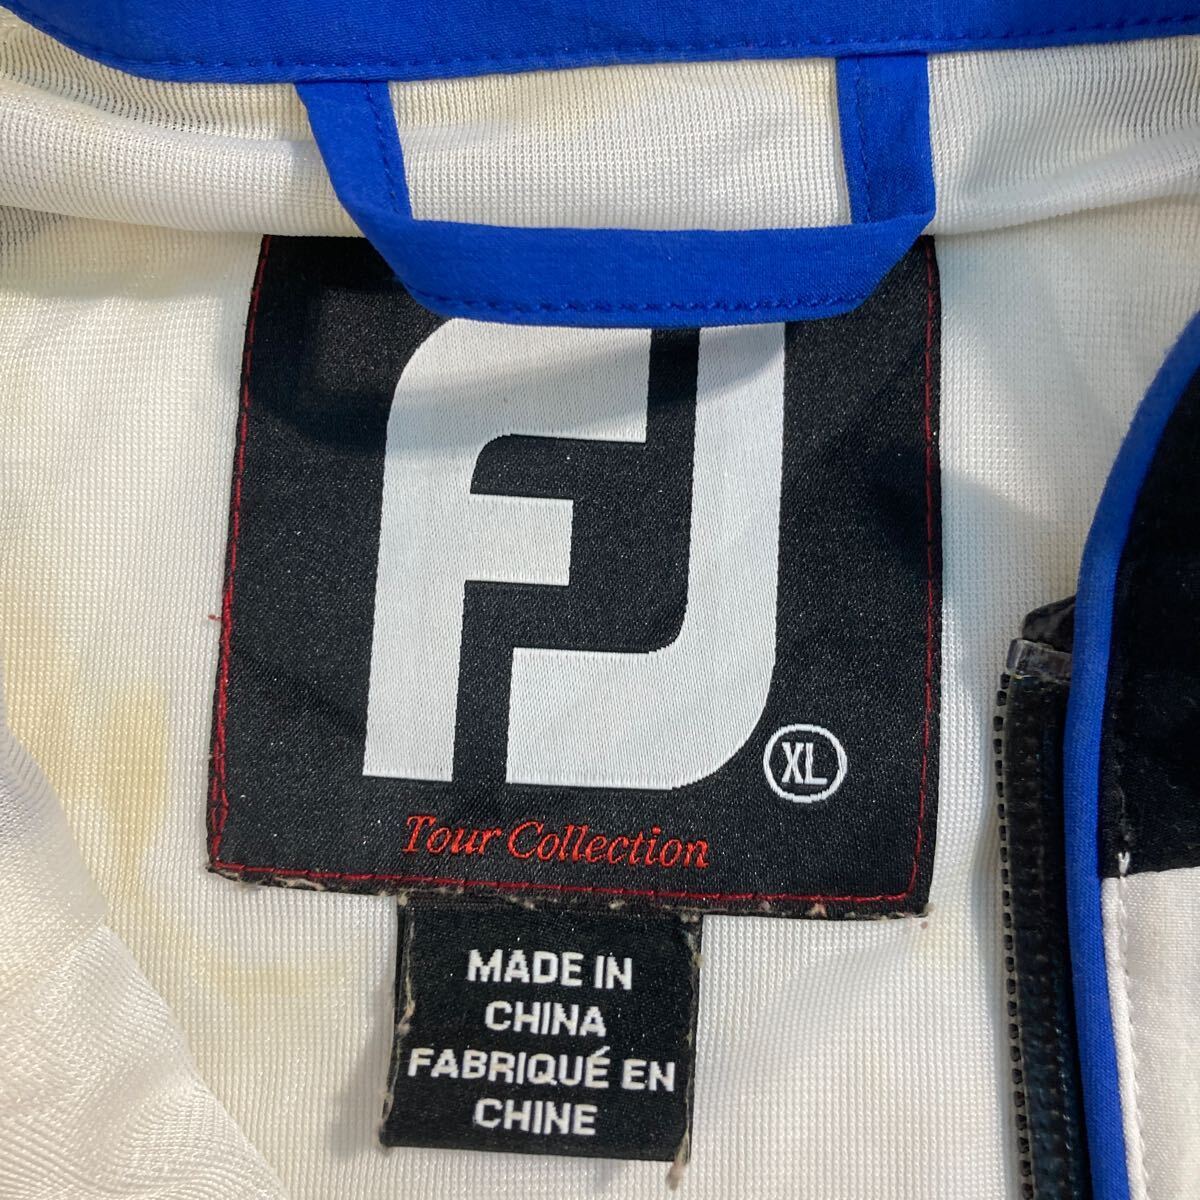 FJ
XL
Tour Collection
MADE IN
CHINA
FABRIQUÉ EN
CHINE